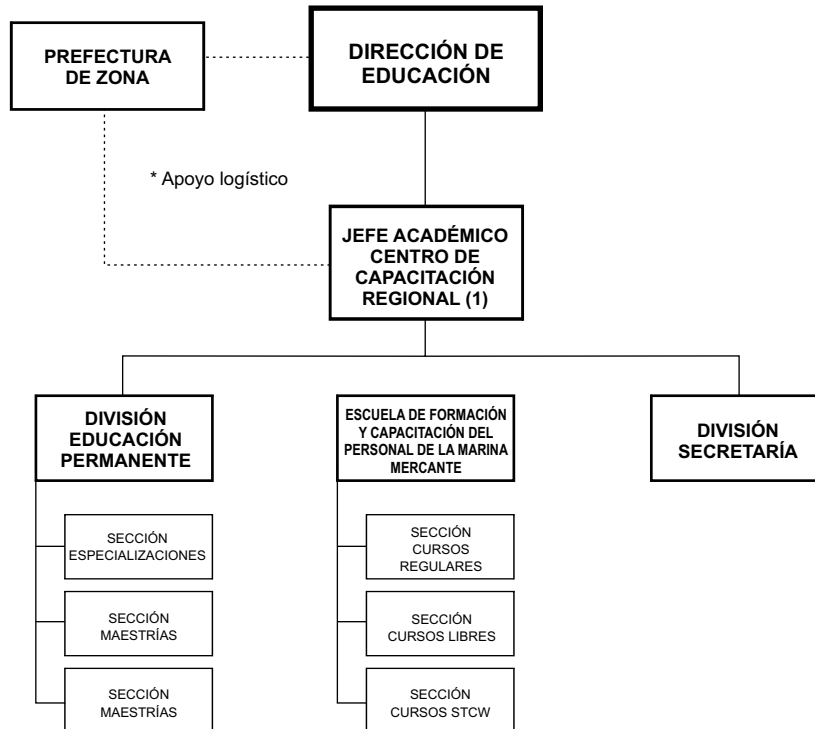 PREFECTURA
DE ZONA
DIRECCIÓN DE
EDUCACIÓN
* Apoyo logístico
JEFE ACADÉMICO
CENTRO DE
CAPACITACIÓN
REGIONAL (1)
DIVISIÓN
EDUCACIÓN
PERMANENTE
ESCUELA DE FORMACIÓN
Y CAPACITACIÓN DEL
PERSONAL DE LA MARINA
MERCANTE
DIVISIÓN
SECRETARÍA
SECCIÓN
ESPECIALIZACIONES
SECCIÓN
MAESTRÍAS
SECCIÓN
MAESTRÍAS
SECCIÓN
CURSOS
REGULARES
SECCIÓN
CURSOS LIBRES
SECCIÓN
CURSOS STCW